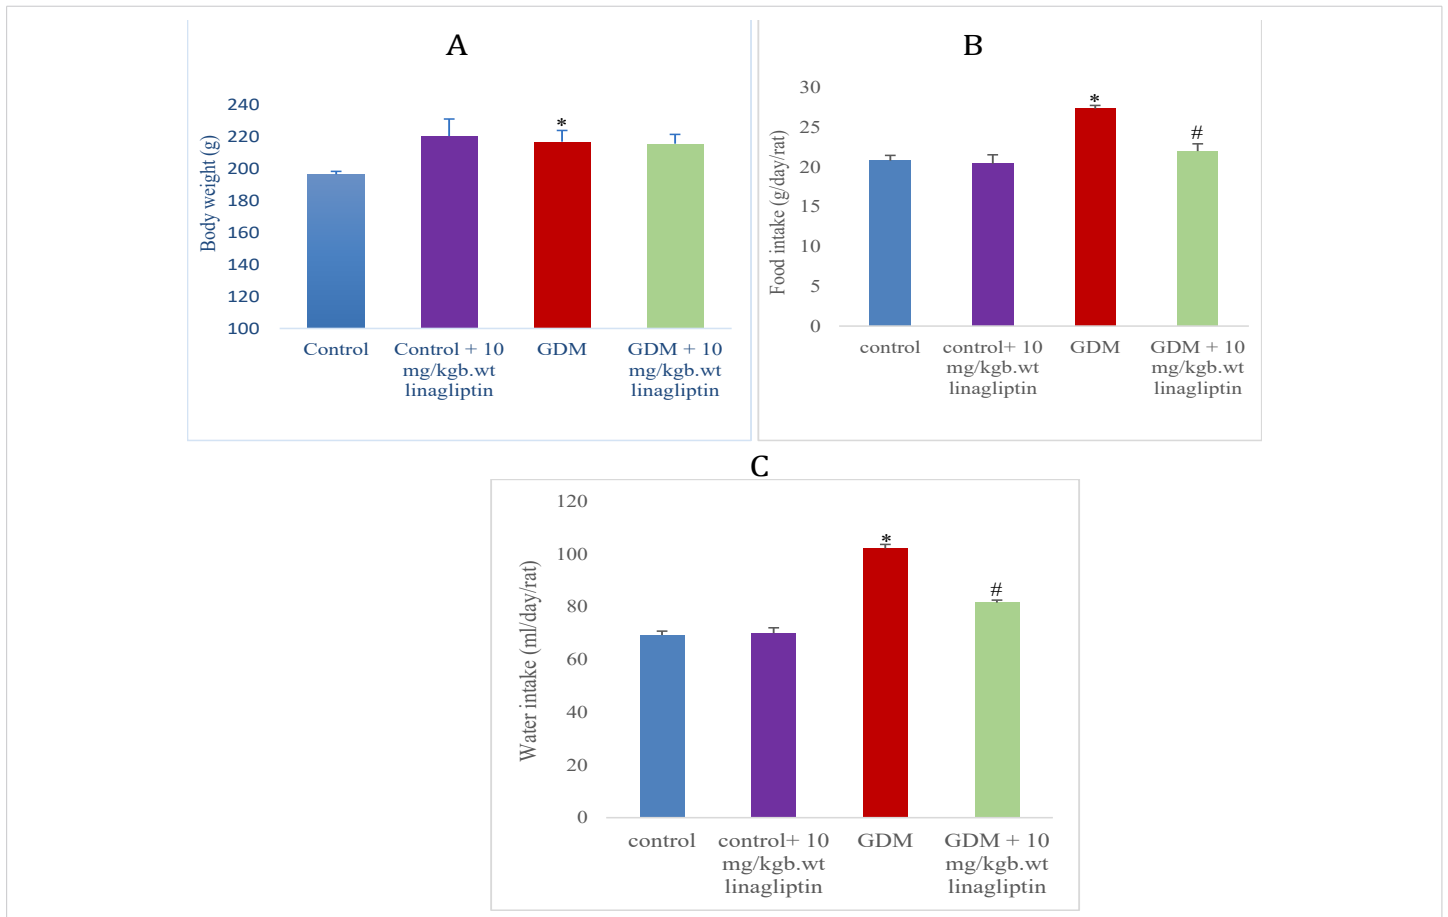 A
Body weight (g)
240
220
200
180
160
140
120
100
*
Control
Control + 10
mg/kgb.wt
linagliptin
GDM
GDM + 10
mg/kgb.wt
linagliptin
B
Food intake (g/day/rat)
30
25
20
15
10
5
0
*
#
control
control+ 10
mg/kgb.wt
linagliptin
GDM
GDM + 10
mg/kgb.wt
linagliptin
C
Water intake (ml/day/rat)
120
100
80
60
40
20
0
*
#
control
control+ 10
mg/kgb.wt
linagliptin
GDM
GDM + 10
mg/kgb.wt
linagliptin